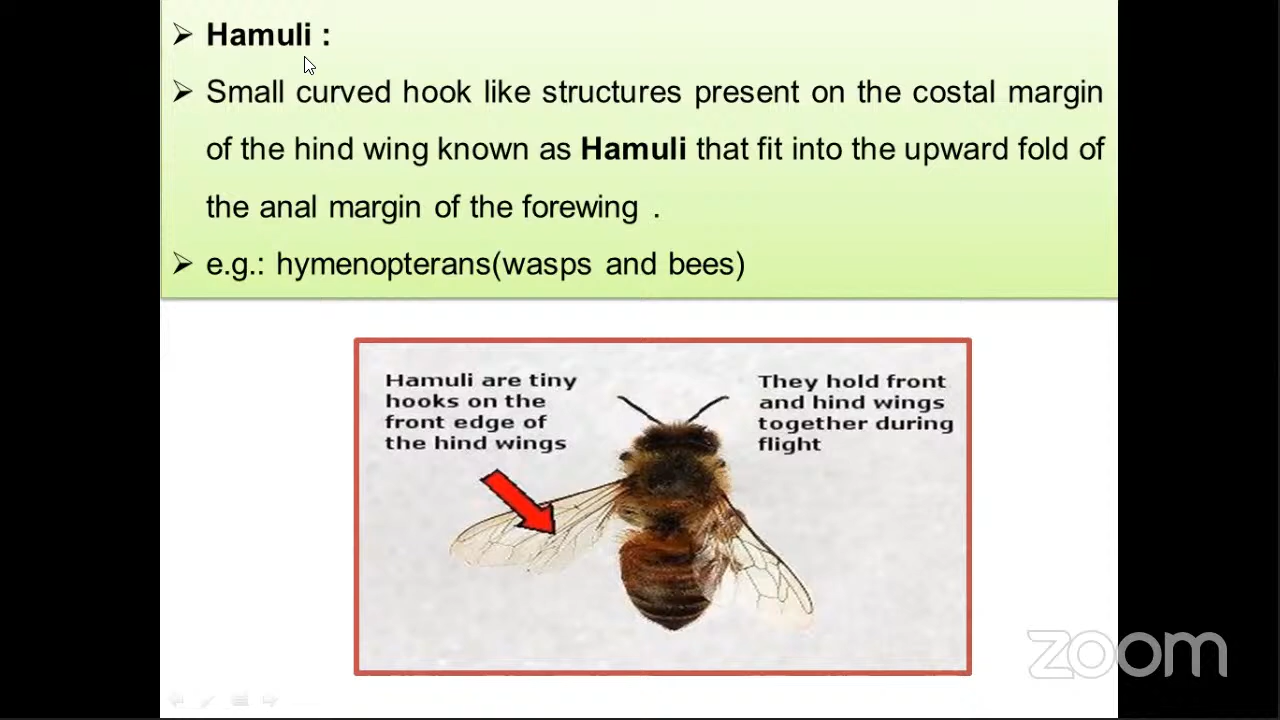 Hamuli :
Small curved hook like structures present on the costal margin
of the hind wing known as Hamuli that fit into the upward fold of
the anal margin of the forewing .
e.g.: hymenopterans(wasps and bees)
Hamuli are tiny
hooks on the
front edge of
the hind wings
They hold front
and hind wings
together during
flight
zoom